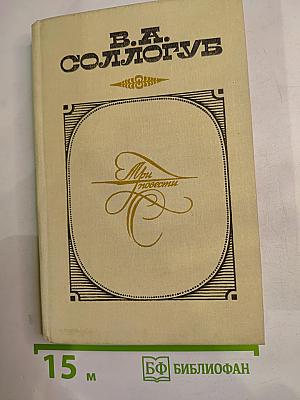 В.А.
СОЛЛОГУБ
Три
повести
15 м
БФ БИБЛИОФАН